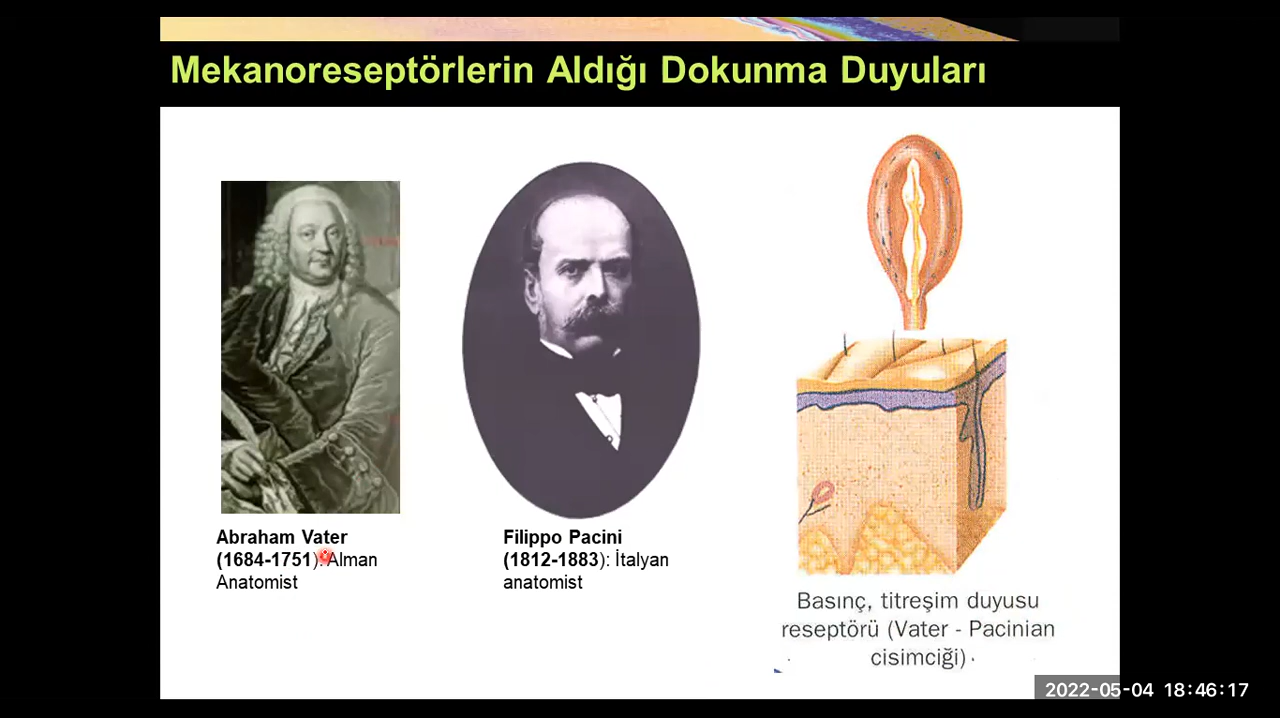 Mekanoreseptörlerin Aldığı Dokunma Duyuları
Abraham Vater
(1684-1751): Alman
Anatomist
Filippo Pacini
(1812-1883): İtalyan
anatomist
Basınç, titreşim duyusu
reseptörü (Vater - Pacinian
cisimciği)
2022-05-04 18:46:17